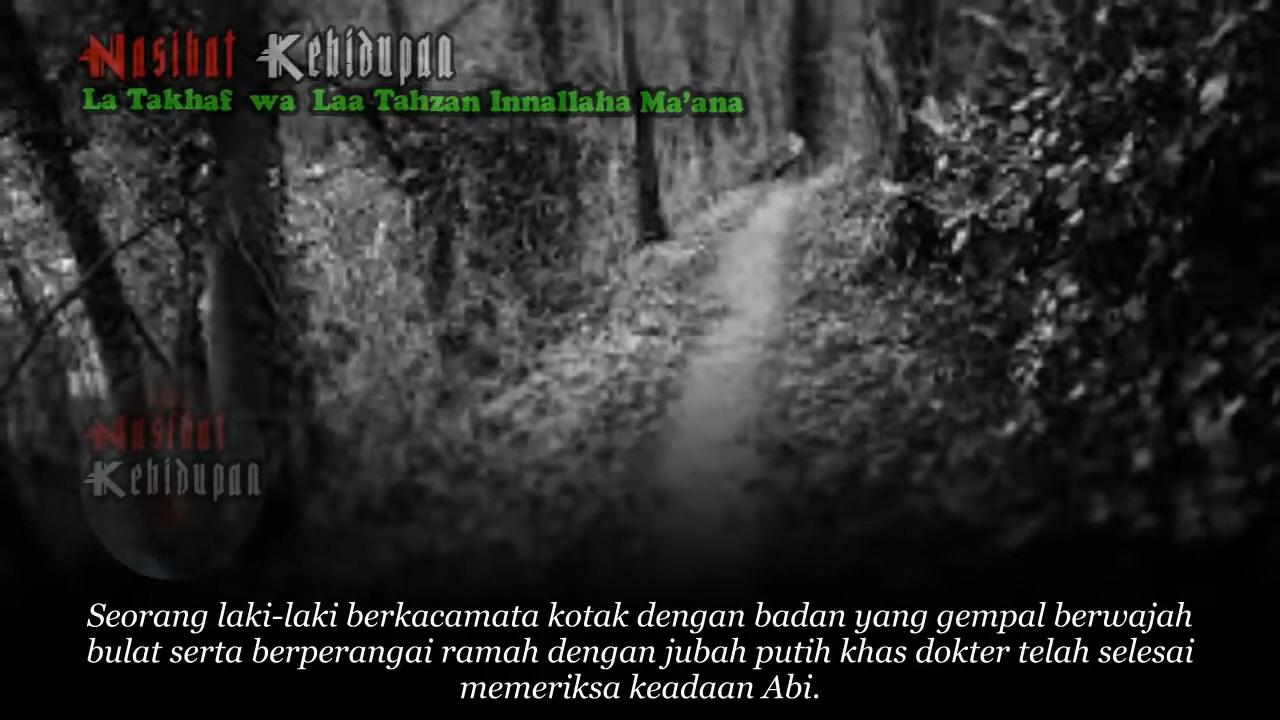 Nasihat Kehidupan
La Takhaf wa Laa Tahzan Innallaha Ma'ana
Nasihat
Kehidupan
Seorang laki-laki berkacamata kotak dengan badan yang gempal berwajah
bulat serta berperangai ramah dengan jubah putih khas dokter telah selesai
memeriksa keadaan Abi.